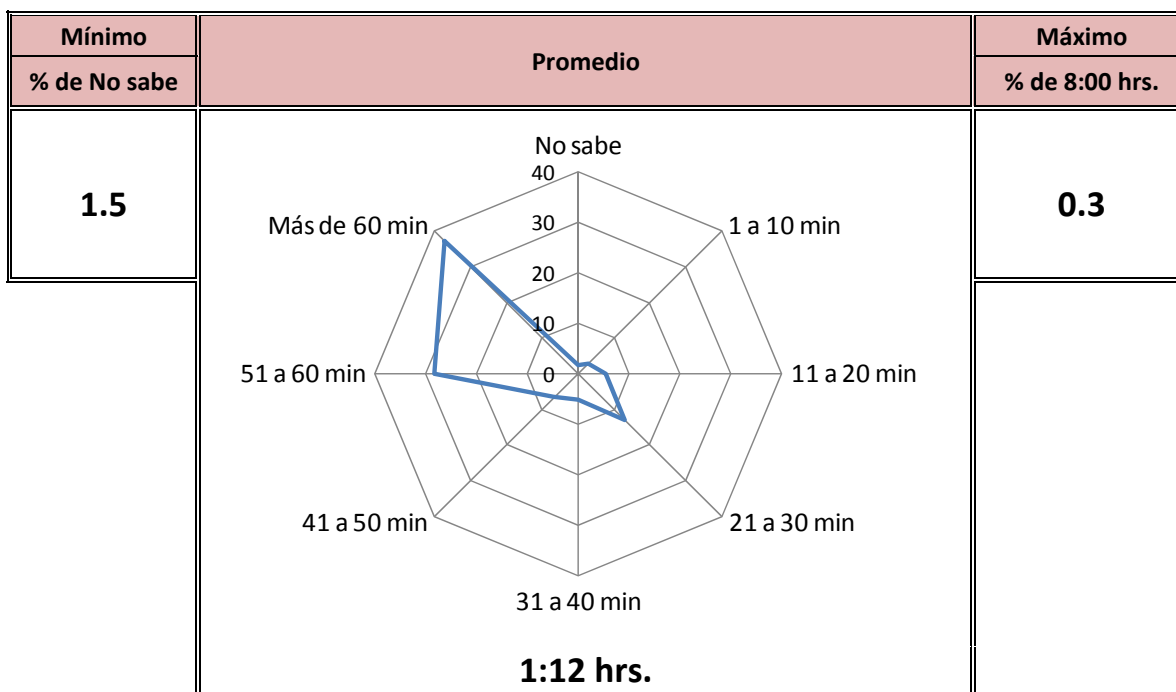 Mínimo
% de No sabe
Promedio
Máximo
% de 8:00 hrs.
1.5
0.3
No sabe
40
30
20
10
0
1 a 10 min
11 a 20 min
21 a 30 min
31 a 40 min
41 a 50 min
51 a 60 min
Más de 60 min
1:12 hrs.